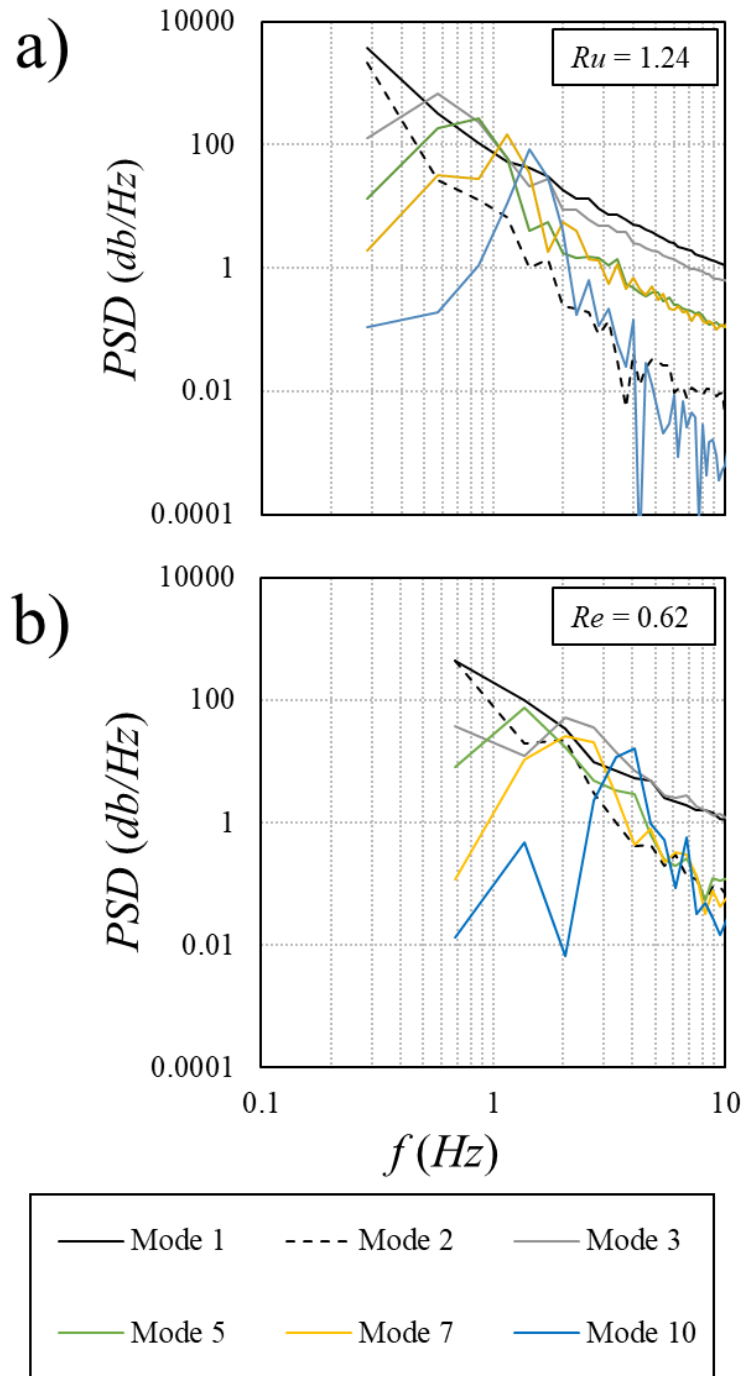 a)
10000
100
1
0.01
0.0001
PSD (db/Hz)
Ru = 1.24
b)
10000
100
1
0.01
0.0001
PSD (db/Hz)
Re = 0.62
0.1 1 10
f (Hz)
Mode 1 Mode 2 Mode 3
Mode 5 Mode 7 Mode 10